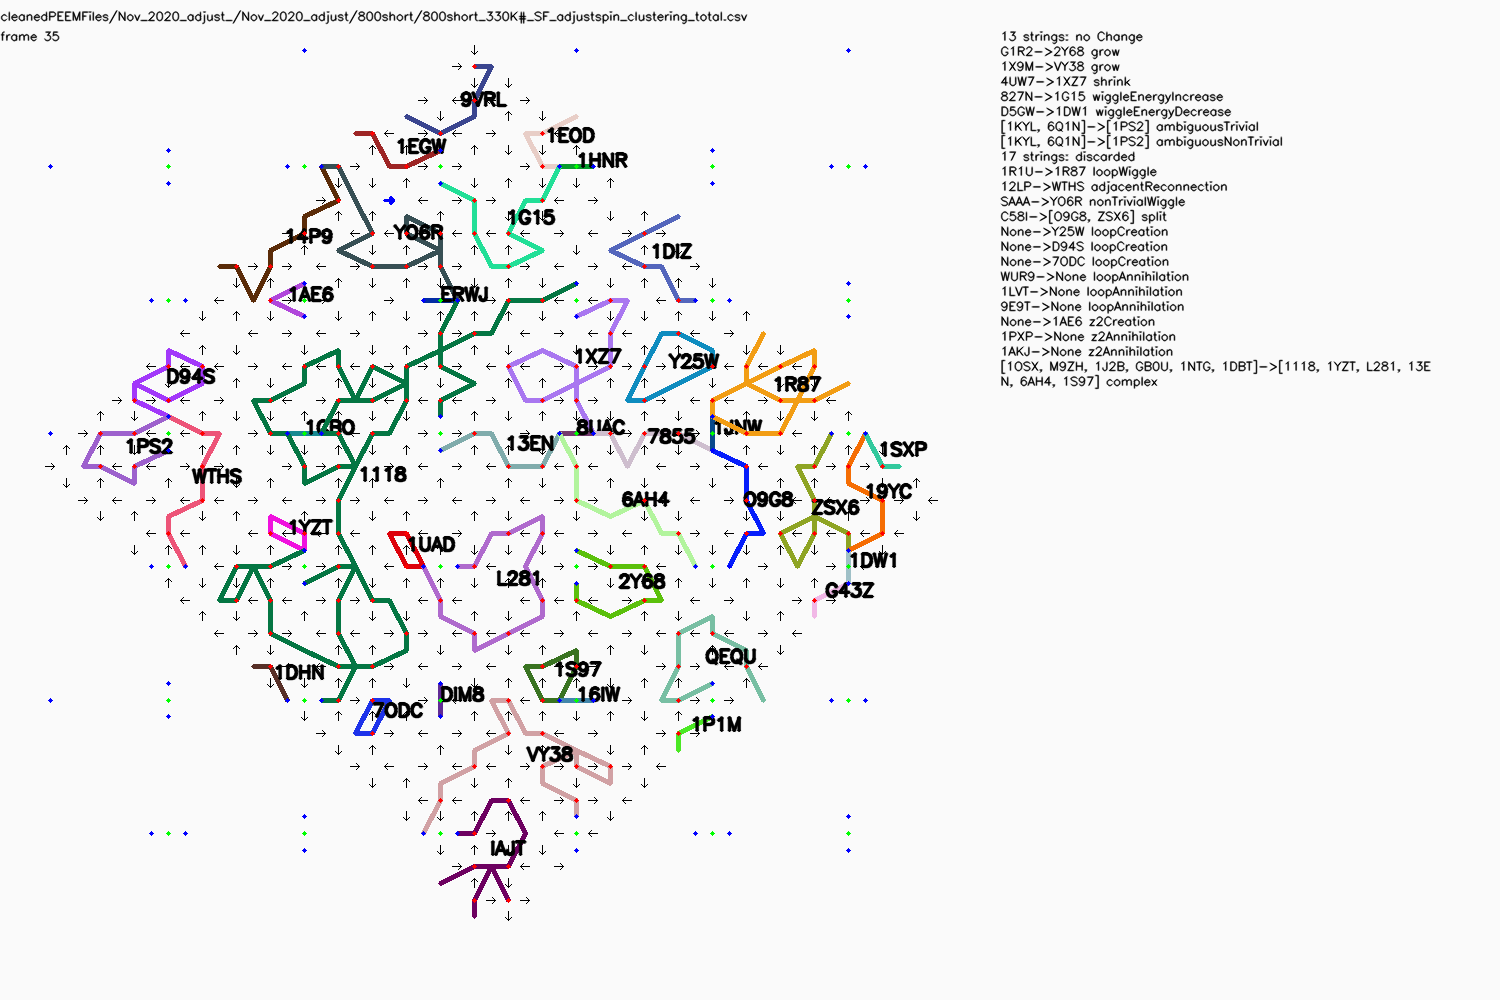 cleanedPEEMFiles/Nov_2020_adjust_/Nov_2020_adjust/800short/800short_330K#_SF_adjustspin_clustering_total.csv
frame 35
13 strings: no Change
G1R2->2Y68 grow
1X9M->VY38 grow
4UW7->1XZ7 shrink
827N->1G15 wiggleEnergyIncrease
D5GW->1DW1 wiggleEnergyDecrease
[1KYL, 6Q1N]->[1PS2] ambiguousTrivial
[1KYL, 6Q1N]->[1PS2] ambiguousNonTrivial
17 strings: discarded
1R1U->1R87 loopWiggle
12LP->WTHS adjacentReconnection
SAAA->YO6R nonTrivialWiggle
C58I->[O9G8, ZSX6] split
None->Y25W loopCreation
None->D94S loopCreation
None->7ODC loopCreation
WUR9->None loopAnnihilation
1LVT->None loopAnnihilation
9E9T->None loopAnnihilation
None->1AE6 z2Creation
1PXP->None z2Annihilation
1AKJ->None z2Annihilation
[1OSX, M9ZH, 1J2B, GB0U, 1NTG, 1DBT]->[1118, 1YZT, L281, 13E
N, 6AH4, 1S97] complex
9VRL
1EOD
1EGW
1HNR
1G15
14P9
YO6R
1DIZ
1AE6
ERWJ
1XZ7
Y25W
D94S
1R87
8UAC
1JNW
7855
13EN
1PS2
1SXP
WTHS
1118
19YC
6AH4
O9G8
ZSX6
1YZT
1UAD
1DW1
L281
2Y68
G43Z
QEQU
1S97
1DHN
DIM8
16IW
7ODC
1P1M
VY38
IAJT